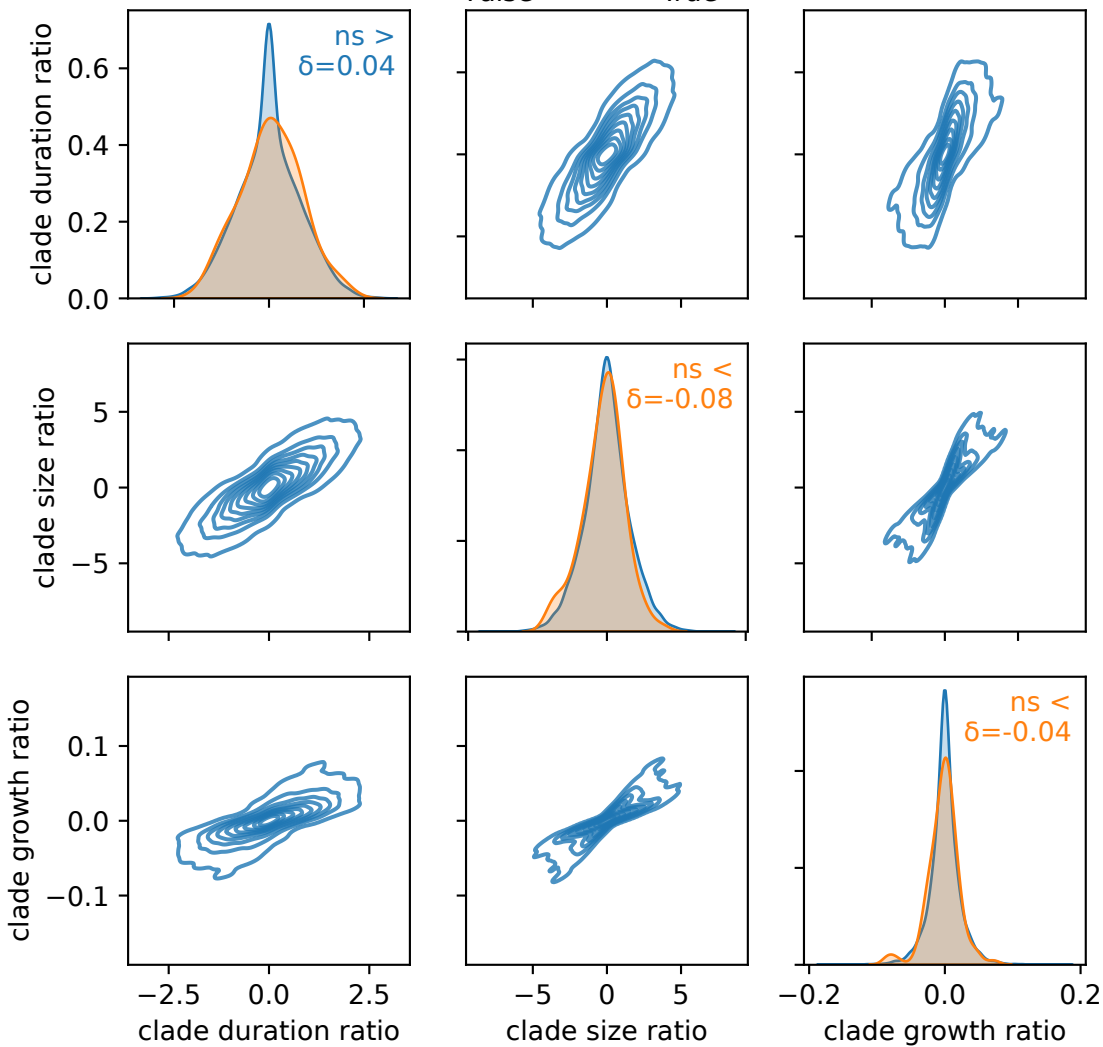 clade duration ratio
0.6
0.4
0.2
0.0
ns >
δ=0.04
clade size ratio
5
0
−5
ns <
δ=-0.08
clade growth ratio
0.1
0.0
−0.1
ns <
δ=-0.04
−2.5 0.0 2.5
−5 0 5
−0.2 0.0 0.2
clade duration ratio
clade size ratio
clade growth ratio